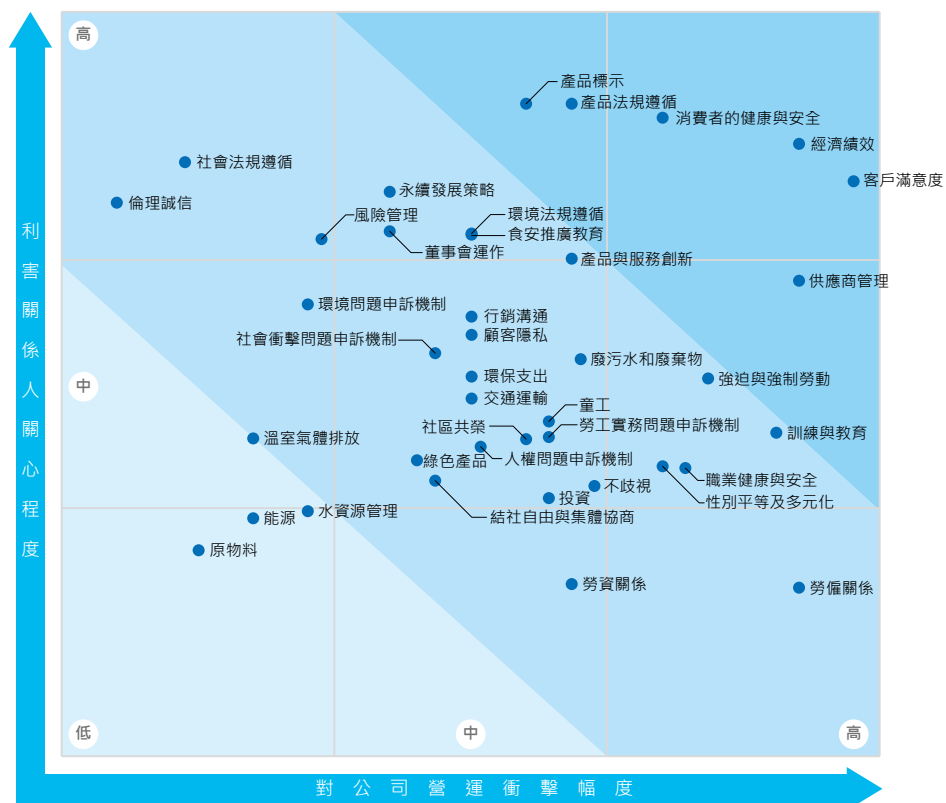 高
產品標示
產品法規遵循
消費者的健康與安全
經濟績效
社會法規遵循
客戶滿意度
永續發展策略
倫理誠信
風險管理
環境法規遵循
食安推廣教育
董事會運作
產品與服務創新
供應商管理
環境問題申訴機制
行銷溝通
社會衝擊問題申訴機制
顧客隱私
廢污水和廢棄物
環保支出
強迫與強制勞動
中
交通運輸
童工
社區共榮
勞工實務問題申訴機制
訓練與教育
溫室氣體排放
綠色產品
人權問題申訴機制
職業健康與安全
不歧視
性別平等及多元化
投資
水資源管理
結社自由與集體協商
能源
原物料
勞資關係
勞僱關係
低
中
高
利害關係人關心程度
對公司營運衝擊幅度